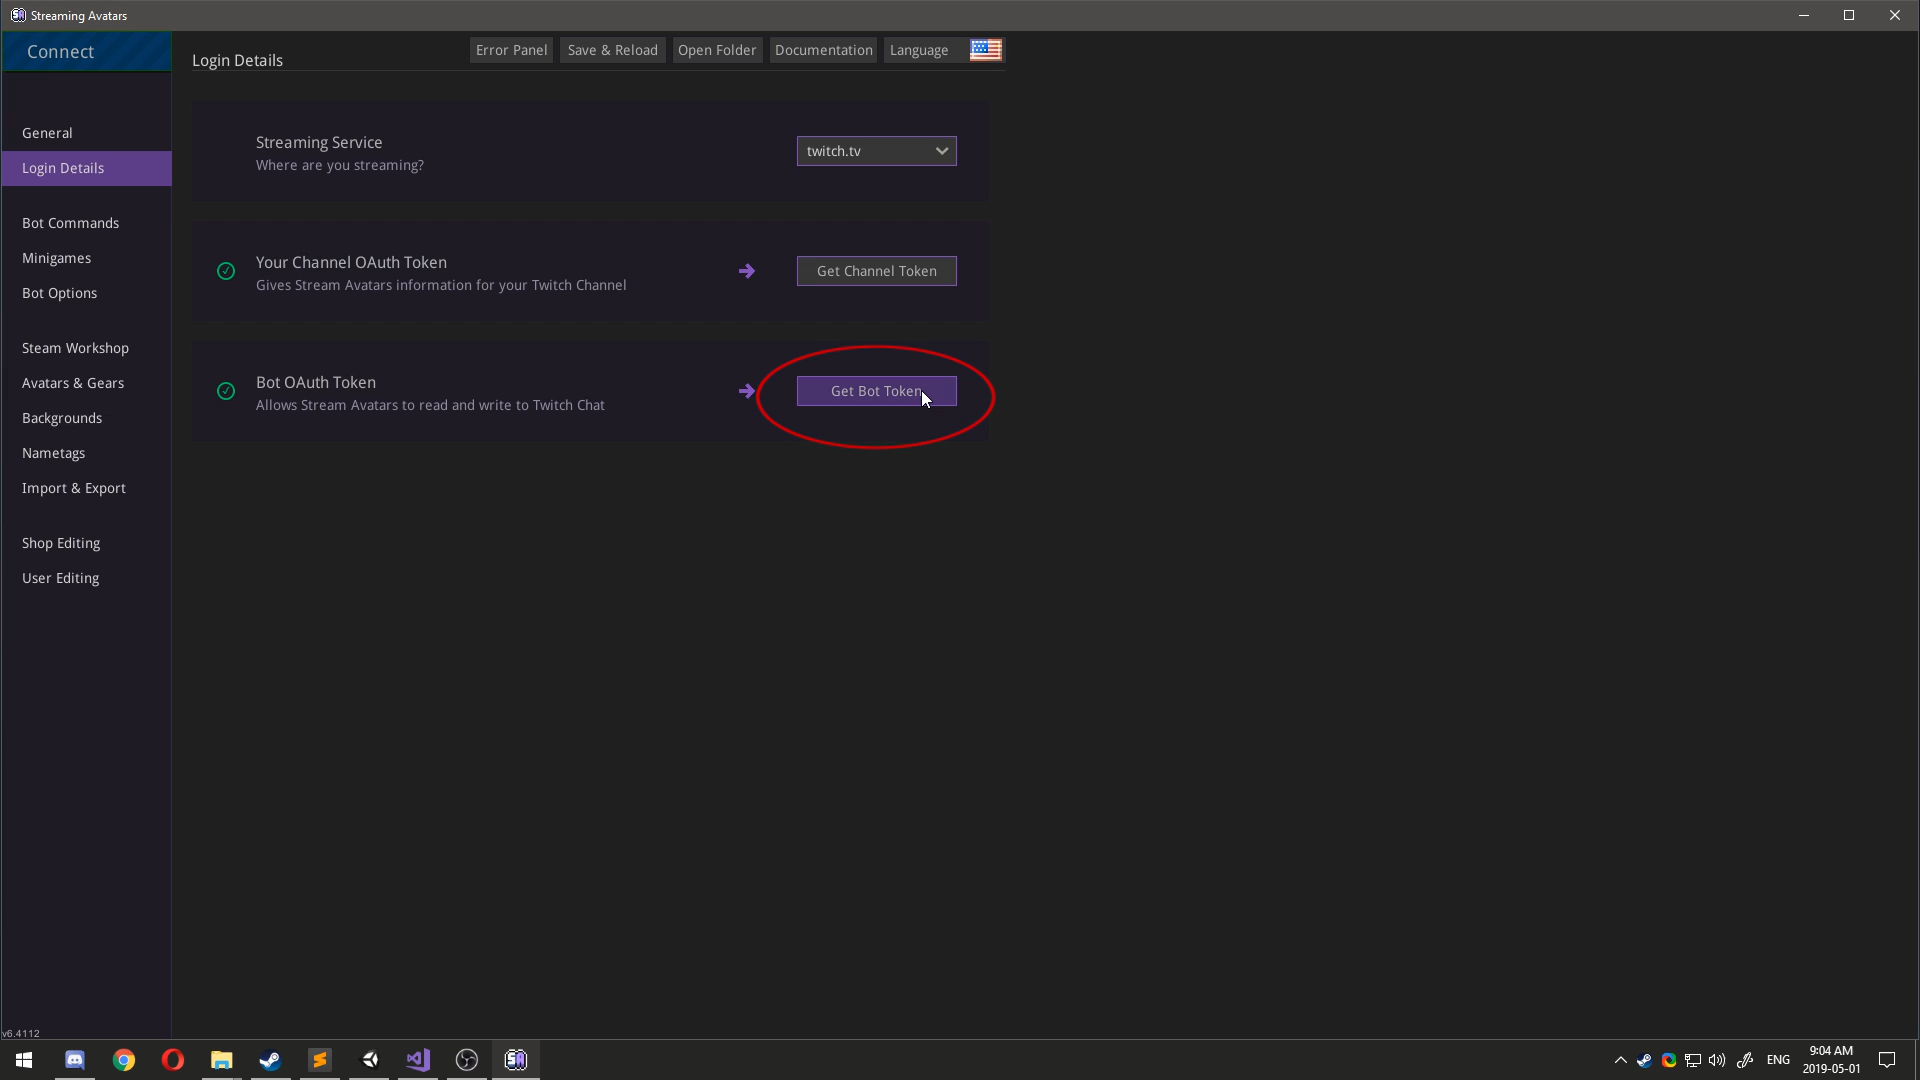 Streaming Avatars
Connect
Login Details
Error Panel
Save & Reload
Open Folder
Documentation
Language
General
Login Details
Bot Commands
Minigames
Bot Options
Steam Workshop
Avatars & Gears
Backgrounds
Nametags
Import & Export
Shop Editing
User Editing
Streaming Service
Where are you streaming?
twitch.tv
Your Channel OAuth Token
Gives Stream Avatars information for your Twitch Channel
Get Channel Token
Bot OAuth Token
Allows Stream Avatars to read and write to Twitch Chat
Get Bot Token
v6.4112
ENG
9:04 AM
2019-05-01